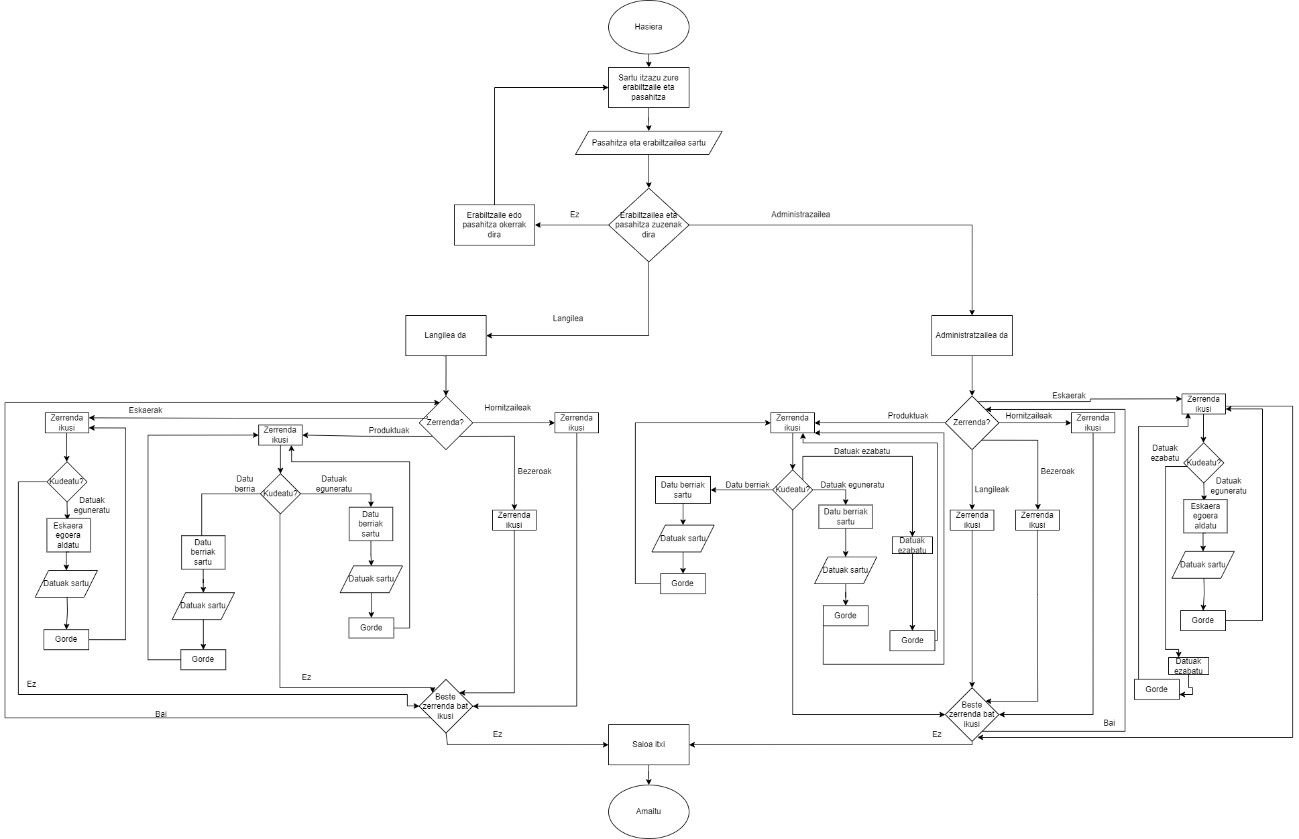 Hasiera
Sartu itzazu zure
erabiltzaile eta
pasahitza
Pasahitza eta erabiltzailea sartu
Erabiltzaile edo
pasahitza okerrak
dira
Ez
Erabiltzailea eta
pasahitza zuzenak
dira
Administrazailea
Langilea
Langilea da
Administratzailea da
Zerrenda
ikusi
Eskaerak
Zerrenda?
Hornitzaileak
Zerrenda
ikusi
Zerrenda
ikusi
Produktuak
Bezeroak
Kudeatu?
Datuak
eguneratu
Datu
berria
Kudeatu?
Datuak
eguneratu
Eskaera
egoera
aldatu
Datu
berriak
sartu
Datu
berriak
sartu
Zerrenda
ikusi
Datuak sartu
Datuak sartu
Datuak sartu
Gorde
Gorde
Gorde
Ez
Ez
Bai
Beste
zerrenda bat
ikusi
Ez
Zerrenda
ikusi
Produktuak
Zerrenda?
Hornitzaileak
Zerrenda
ikusi
Eskaerak
Zerrenda
ikusi
Datuak ezabatu
Datu berriak
sartu
Datu berriak
Kudeatu?
Datuak eguneratu
Langileak
Bezeroak
Datuak
ezabatu
Kudeatu?
Datuak
eguneratu
Datu berriak
sartu
Zerrenda
ikusi
Zerrenda
ikusi
Eskaera
egoera
aldatu
Datuak sartu
Datuak
ezabatu
Datuak sartu
Datuak sartu
Gorde
Gorde
Gorde
Gorde
Datuak
ezabatu
Gorde
Beste
zerrenda bat
ikusi
Bai
Ez
Saioa itxi
Amaitu